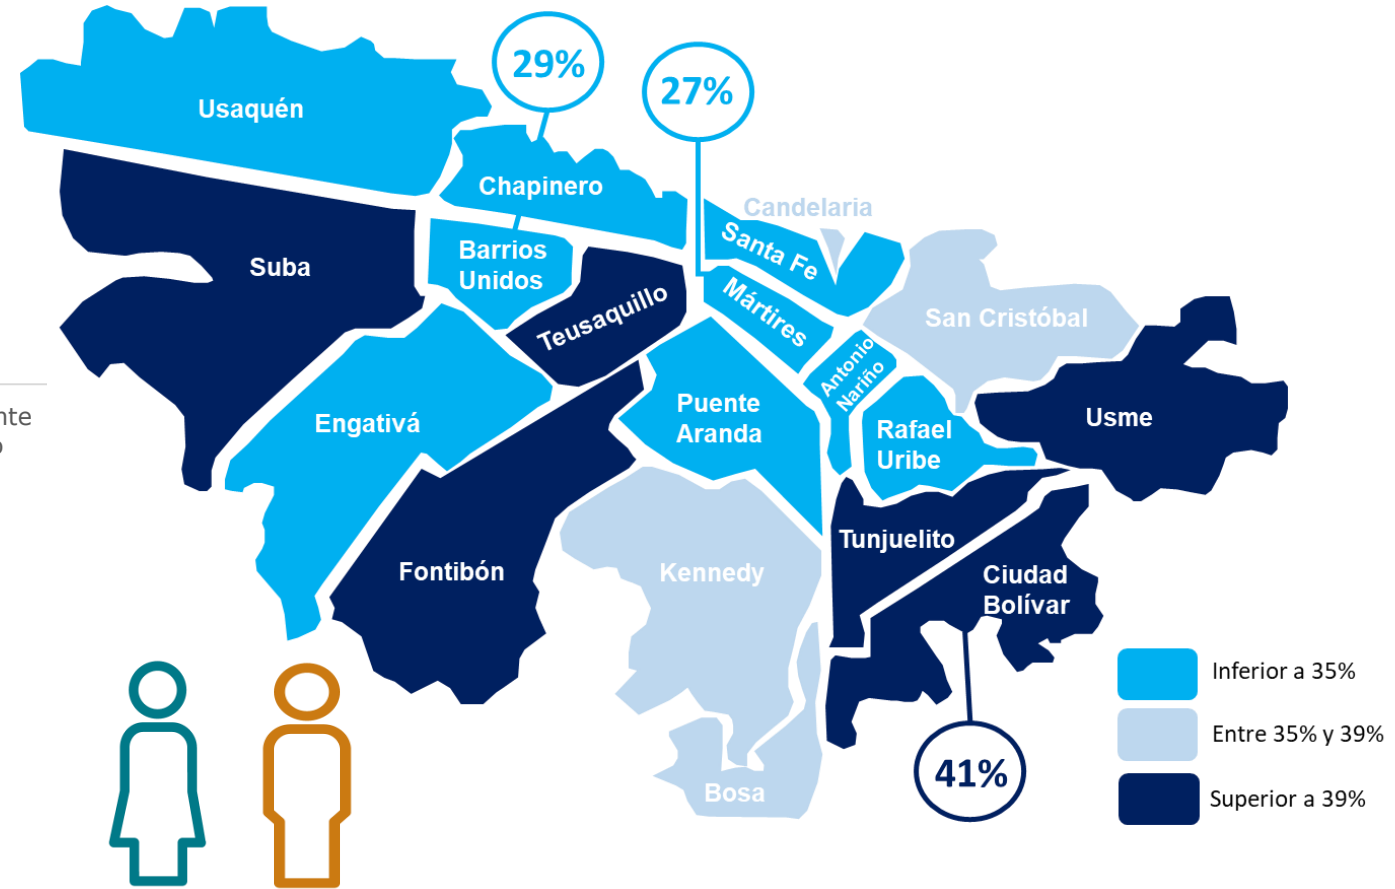 29%
27%
Usaquén
Chapinero
Candelaria
Santa Fe
Barrios
Unidos
Suba
Teusaquillo
Mártires
San Cristóbal
Antonio
Nariño
Puente
Aranda
Engativá
Rafael
Uribe
Usme
Tunjuelito
Fontibón
Kennedy
Ciudad
Bolívar
Bosa
41%
Inferior a 35%
Entre 35% y 39%
Superior a 39%